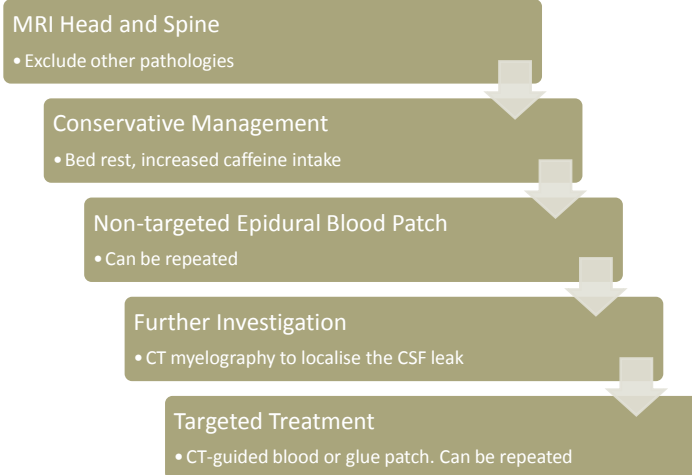 MRI Head and Spine
•Exclude other pathologies
Conservative Management
•Bed rest, increased caffeine intake
Non-targeted Epidural Blood Patch
•Can be repeated
Further Investigation
•CT myelography to localise the CSF leak
Targeted Treatment
•CT-guided blood or glue patch. Can be repeated